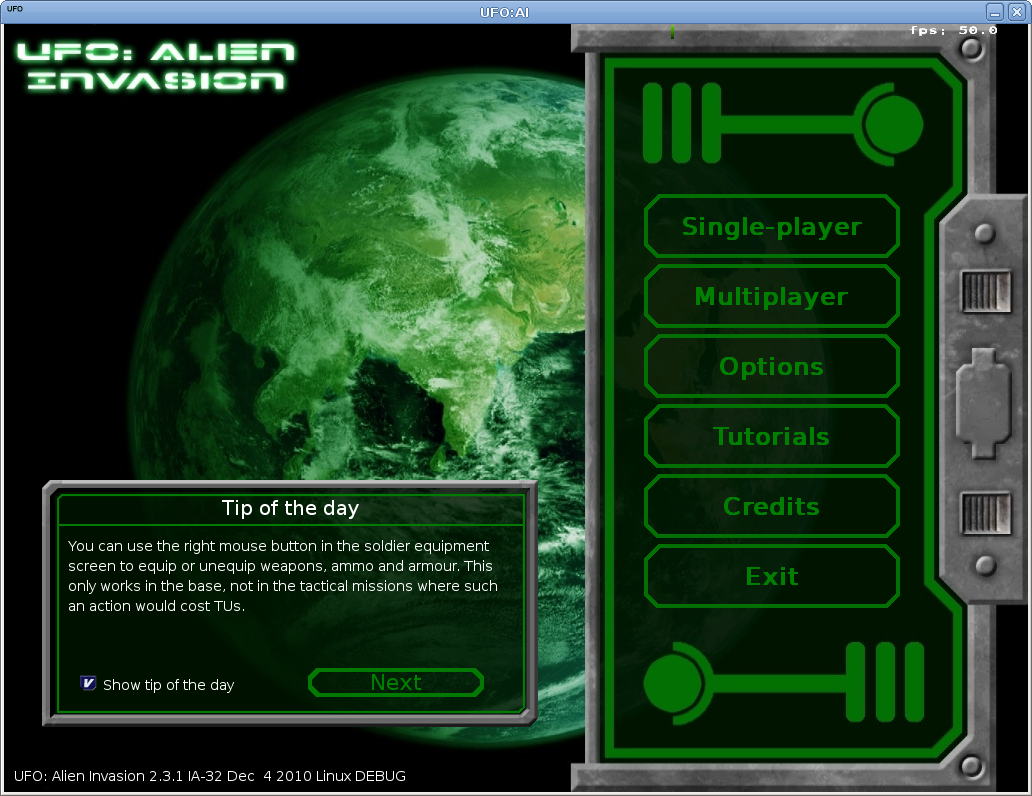 UFO
UFO:AI
fps: 50.0
UFO: ALIEN
INVASION
Single-player
Multiplayer
Options
Tutorials
Credits
Exit
Tip of the day
You can use the right mouse button in the soldier equipment
screen to equip or unequip weapons, ammo and armour. This
only works in the base, not in the tactical missions where such
an action would cost TUs.
Show tip of the day
Next
UFO: Alien Invasion 2.3.1 IA-32 Dec  4 2010 Linux DEBUG